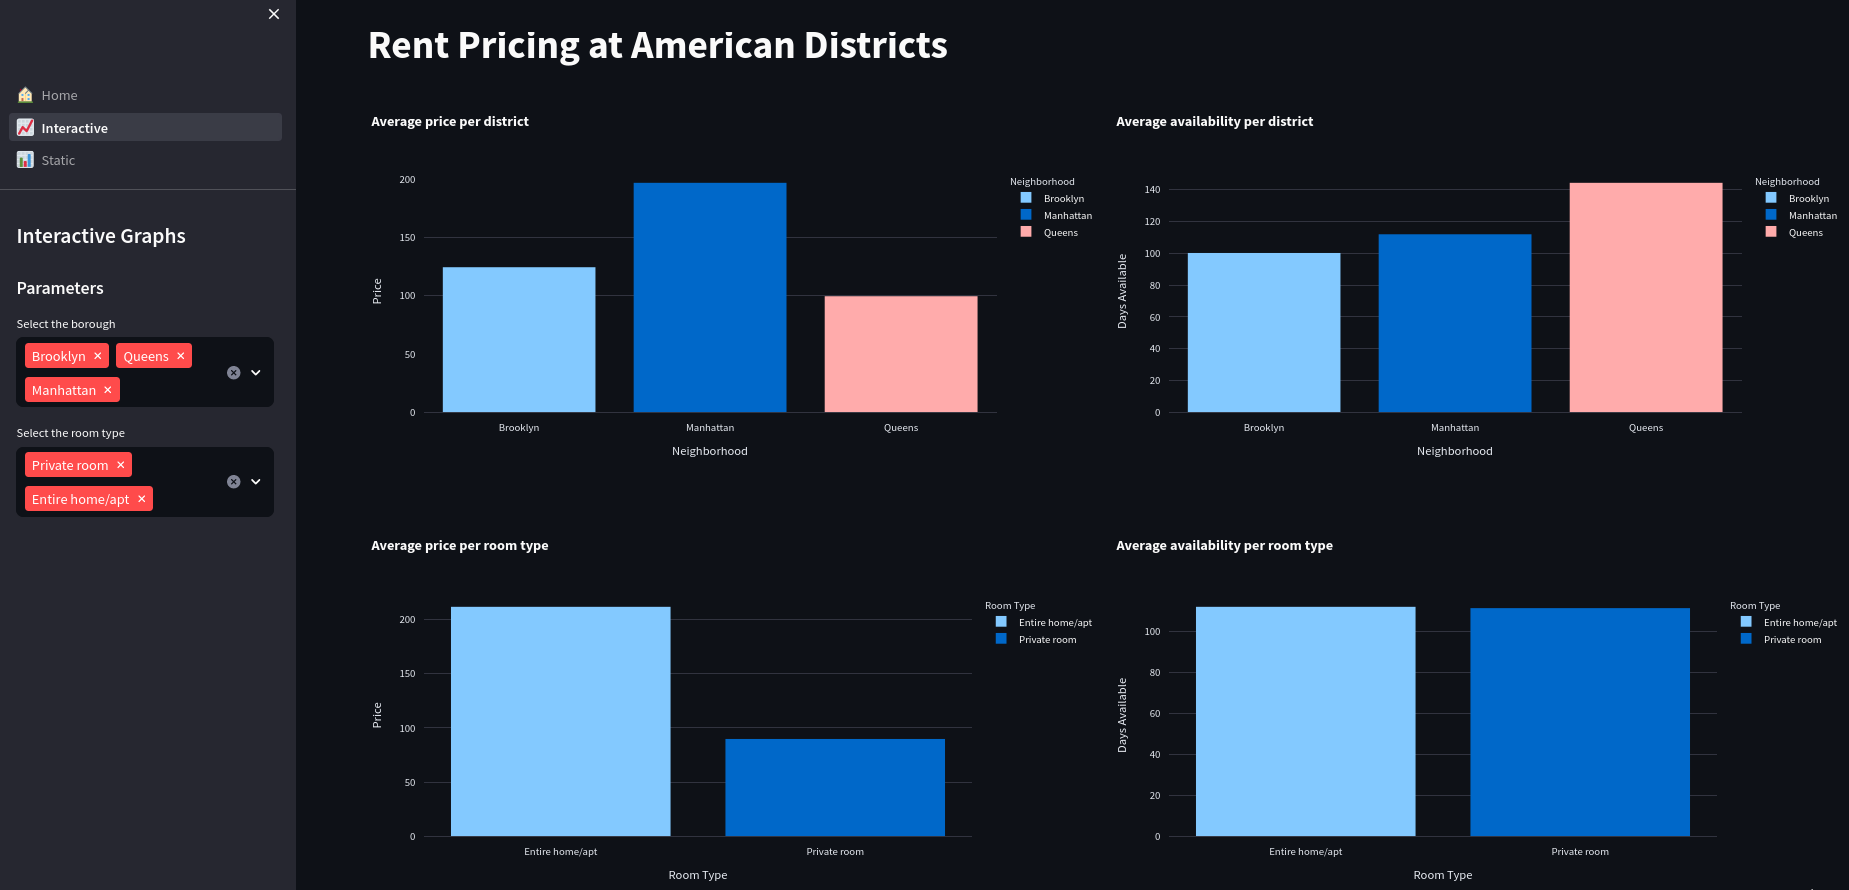 Home
Interactive
Static
Interactive Graphs
Parameters
Select the borough
Brooklyn Queens
Manhattan
Select the room type
Private room
Entire home/apt
Rent Pricing at American Districts
Average price per district
200
150
100
50
0
Price
Brooklyn Manhattan Queens
Neighborhood
Neighborhood
Brooklyn
Manhattan
Queens
Average availability per district
140
120
100
80
60
40
20
0
Days Available
Brooklyn Manhattan Queens
Neighborhood
Neighborhood
Brooklyn
Manhattan
Queens
Average price per room type
200
150
100
50
0
Price
Entire home/apt Private room
Room Type
Room Type
Entire home/apt
Private room
Average availability per room type
100
80
60
40
20
0
Days Available
Entire home/apt Private room
Room Type
Room Type
Entire home/apt
Private room